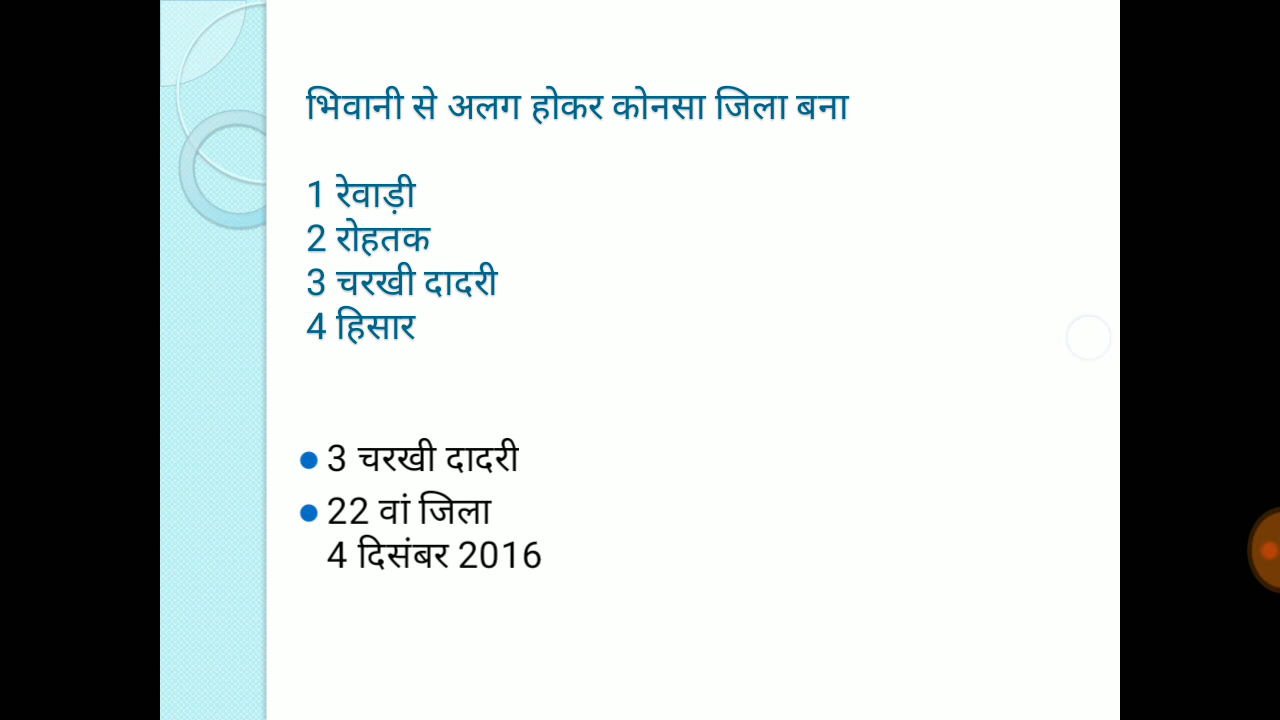 भिवानी से अलग होकर कोनसा जिला बना
1 रेवाड़ी
2 रोहतक
3 चरखी दादरी
4 हिसार
3 चरखी दादरी
22 वां जिला
4 दिसंबर 2016